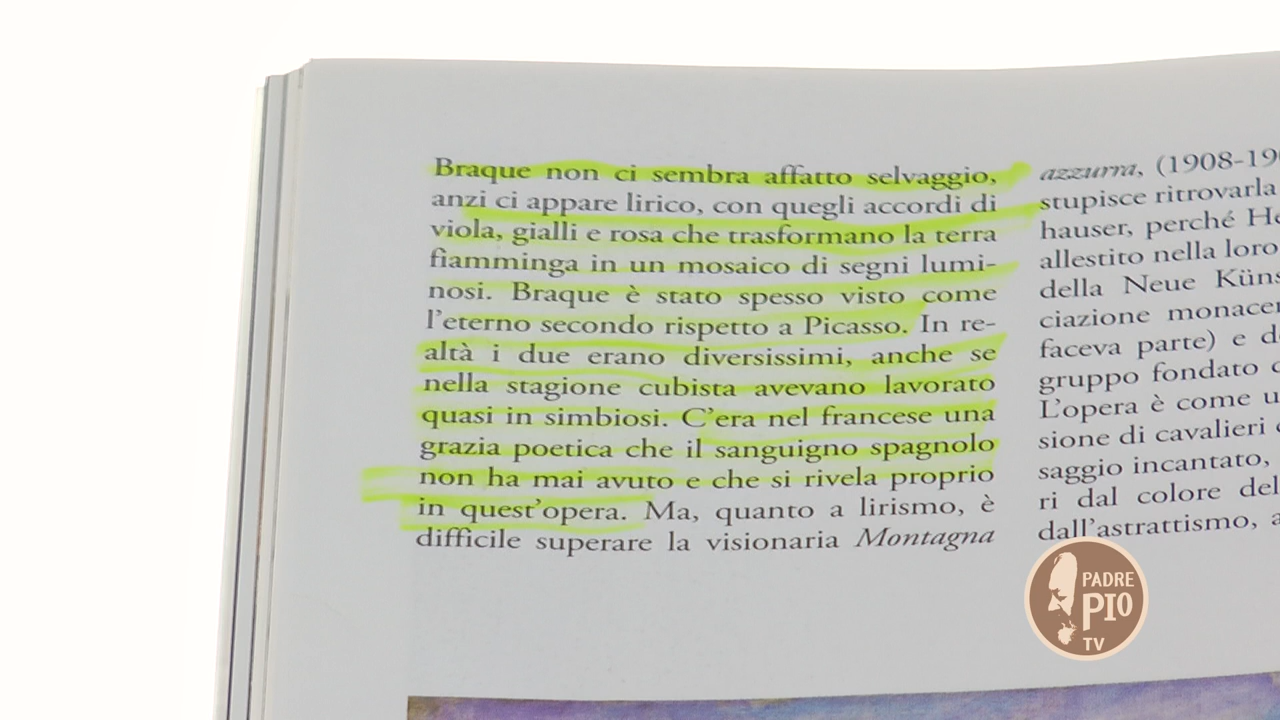 Braque non ci sembra affatto selvaggio,
anzi ci appare lirico, con quegli accordi di
viola, gialli e rosa che trasformano la terra
fiamminga in un mosaico di segni lumi-
nosi. Braque è stato spesso visto come
l'eterno secondo rispetto a Picasso. In re-
altà i due erano diversissimi, anche se
nella stagione cubista avevano lavorato
quasi in simbiosi. C'era nel francese una
grazia poetica che il sanguigno spagnolo
non ha mai avuto e che si rivela proprio
in quest'opera. Ma, quanto a lirismo, è
difficile superare la visionaria Montagna
azzurra, (1908-19
stupisce ritrovarla
hauser, perché
allestito nella loro
della Neue Küns
ciazione monacen
faceva parte) e
gruppo fondato
L'opera è come
sione di cavalieri
saggio incantato,
ri dal colore del
dall'astrattismo,
PADRE
PIO
TV